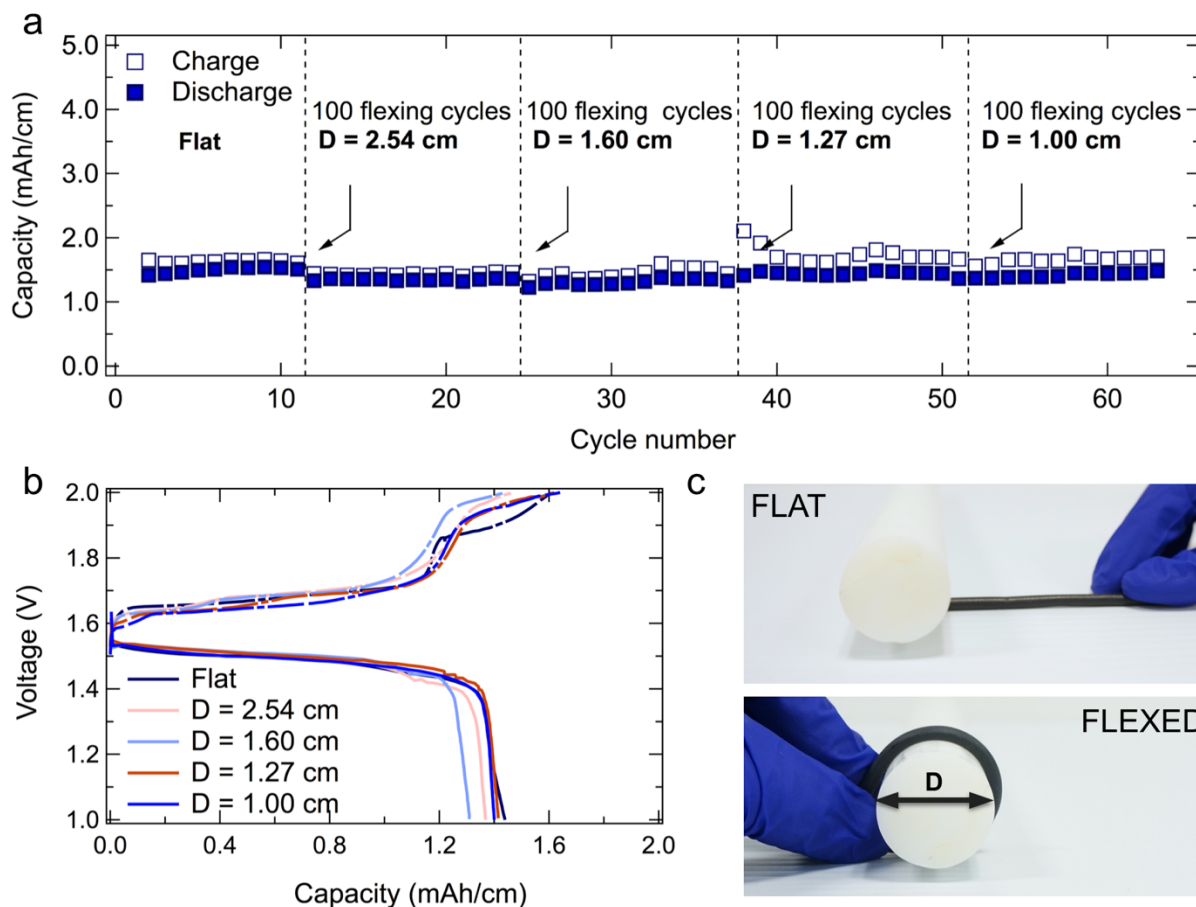 a
5.0
4.0
3.0
2.0
1.0
0.0
Capacity (mAh/cm)
Charge
Discharge
Flat
100 flexing cycles
D = 2.54 cm
100 flexing cycles
D = 1.60 cm
100 flexing cycles
D = 1.27 cm
100 flexing cycles
D = 1.00 cm
0 10 20 30 40 50 60
Cycle number
b
2.0
1.8
1.6
1.4
1.2
1.0
Voltage (V)
Flat
D = 2.54 cm
D = 1.60 cm
D = 1.27 cm
D = 1.00 cm
0.0 0.4 0.8 1.2 1.6 2.0
Capacity (mAh/cm)
c
FLAT
FLEXED
D